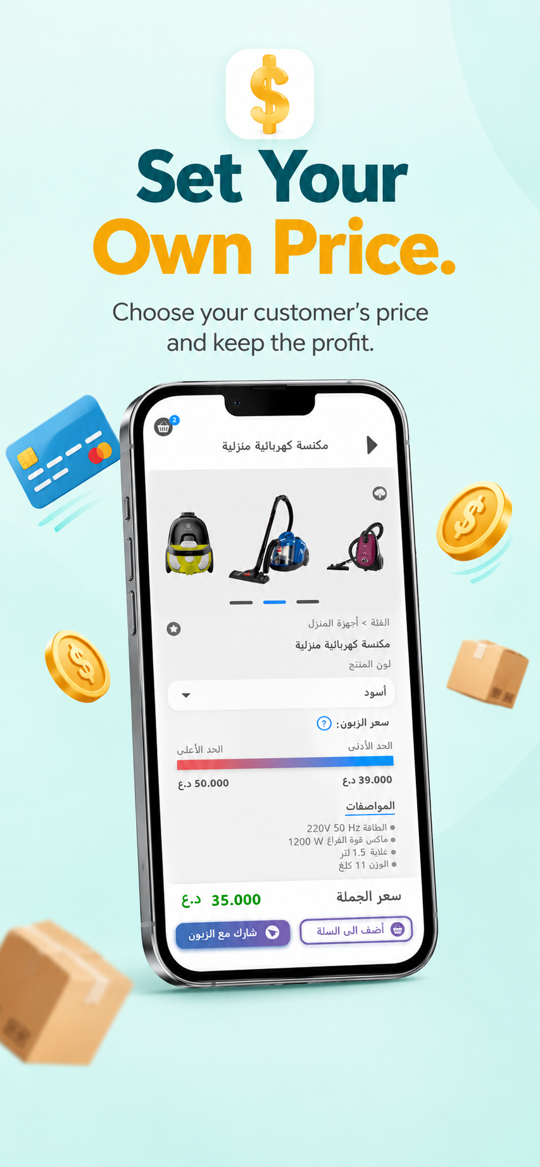 $
Set Your
Own Price.
Choose your customer's price
and keep the profit.
2
مكنسة كهربائية منزلية
الفئة > أجهزة المنزل
مكنسة كهربائية منزلية
لون المنتج
أسود
سعر الزبون: ?
الحد الأدنى
الحد الأعلى
39.000 د.ع
50.000 د.ع
المواصفات
الطاقة 220V 50 Hz
ماكس قوة الفراغ 1200 W
غلاية 1.5 لتر
الوزن 11 كلغ
سعر الجملة
35.000 د.ع
أضف الى السلة
شارك مع الزبون